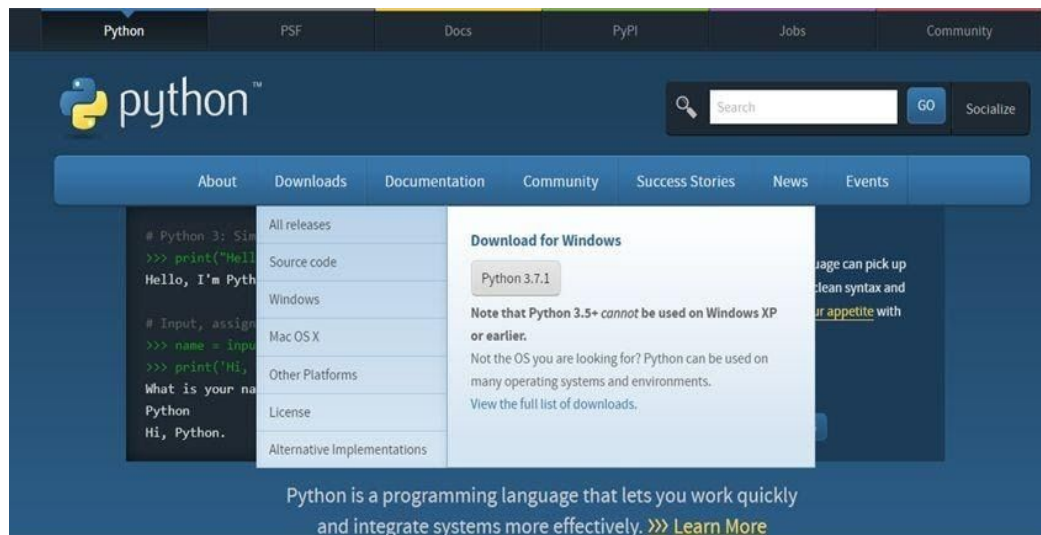 Python PSF Docs PyPI Jobs Community
python™
Search GO Socialize
About Downloads Documentation Community Success Stories News Events
# Python 3: Sim
>>> print("Hell
Hello, I'm Pyth
# Input, assign
>>> name = inpu
>>> print('Hi,
What is your na
Python
Hi, Python.
All releases
Source code
Windows
Mac OS X
Other Platforms
License
Alternative Implementations
Download for Windows
Python 3.7.1
Note that Python 3.5+ cannot be used on Windows XP
or earlier.
Not the OS you are looking for? Python can be used on
many operating systems and environments.
View the full list of downloads.
uage can pick up
clean syntax and
ur appetite with
Python is a programming language that lets you work quickly
and integrate systems more effectively. >>> Learn More